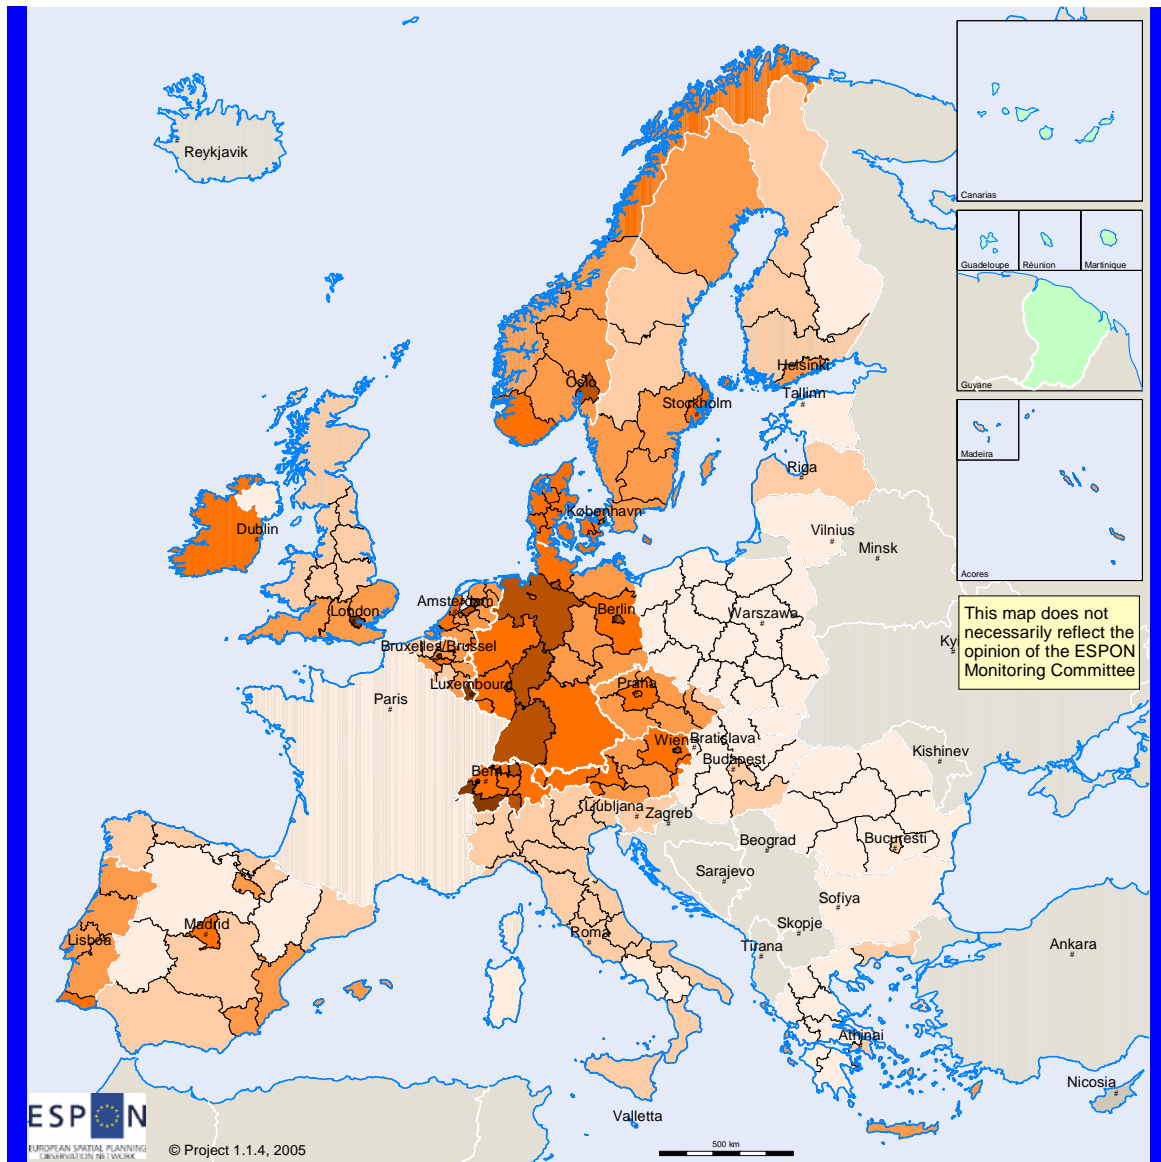 Reykjavik
Canarias
Guadeloupe
Réunion
Martinique
Guyane
Madeira
Acores
Helsinki
Tallinn
Oslo
Stockholm
Riga
København
Dublin
Vilnius
Minsk
Amsterdam
Berlin
London
Warszawa
This map does not
necessarily reflect the
opinion of the ESPON
Monitoring Committee
Ky
Bruxelles/Brussel
Luxembourg
Praha
Paris
Wien
Bratislava
Kishinev
Budapest
Bern
Ljubljana
Zagreb
Beograd
Bucuresti
Sarajevo
Sofiya
Madrid
Skopje
Lisboa
Roma
Tirana
Ankara
Athinai
Nicosia
Valletta
ESPON
EUROPEAN SPATIAL PLANNING
OBSERVATION NETWORK
© Project 1.1.4, 2005
500 km